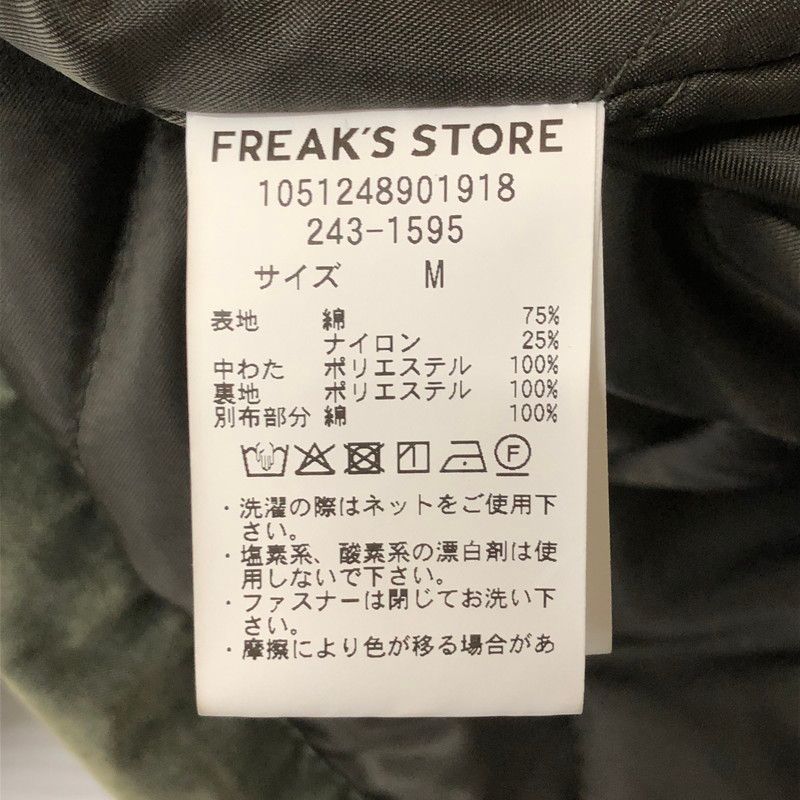 FREAK'S STORE
1051248901918
243-1595
サイズ M
表地 綿 75%
ナイロン 25%
中わた ポリエステル 100%
裏地 ポリエステル 100%
別布部分 綿 100%
F
・洗濯の際はネットをご使用下
さい。
・塩素系、酸素系の漂白剤は使
用しないで下さい。
・ファスナーは閉じてお洗い下
さい。
・摩擦により色が移る場合があ